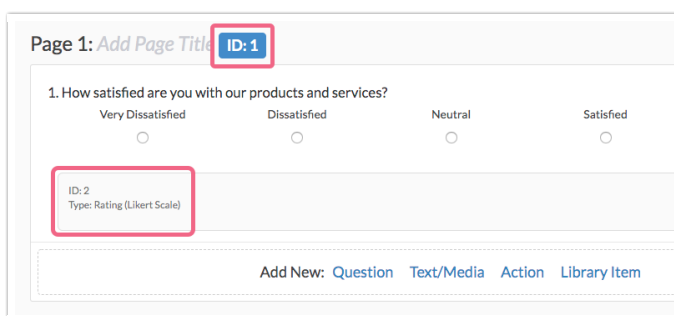 Page 1: Add Page Title ID: 1
1. How satisfied are you with our products and services?
Very Dissatisfied Dissatisfied Neutral Satisfied
ID: 2
Type: Rating (Likert Scale)
Add New: Question Text/Media Action Library Item